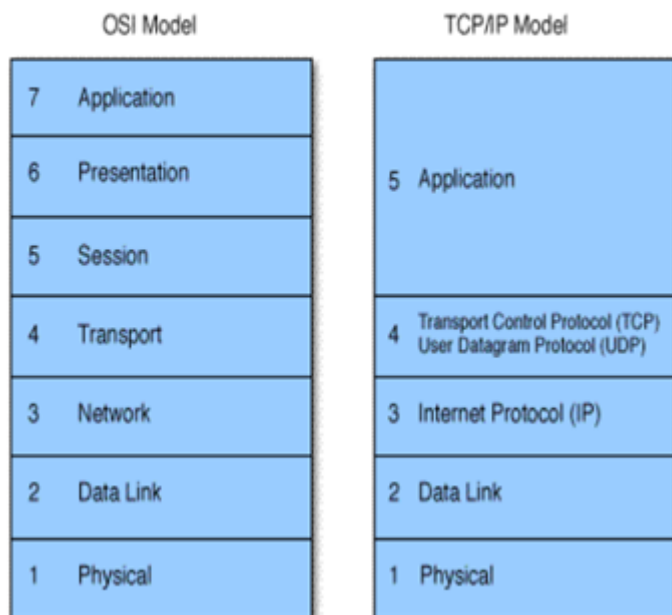 OSI Model
7 Application
6 Presentation
5 Session
4 Transport
3 Network
2 Data Link
1 Physical
TCP/IP Model
5 Application
4 Transport Control Protocol (TCP)
User Datagram Protocol (UDP)
3 Internet Protocol (IP)
2 Data Link
1 Physical